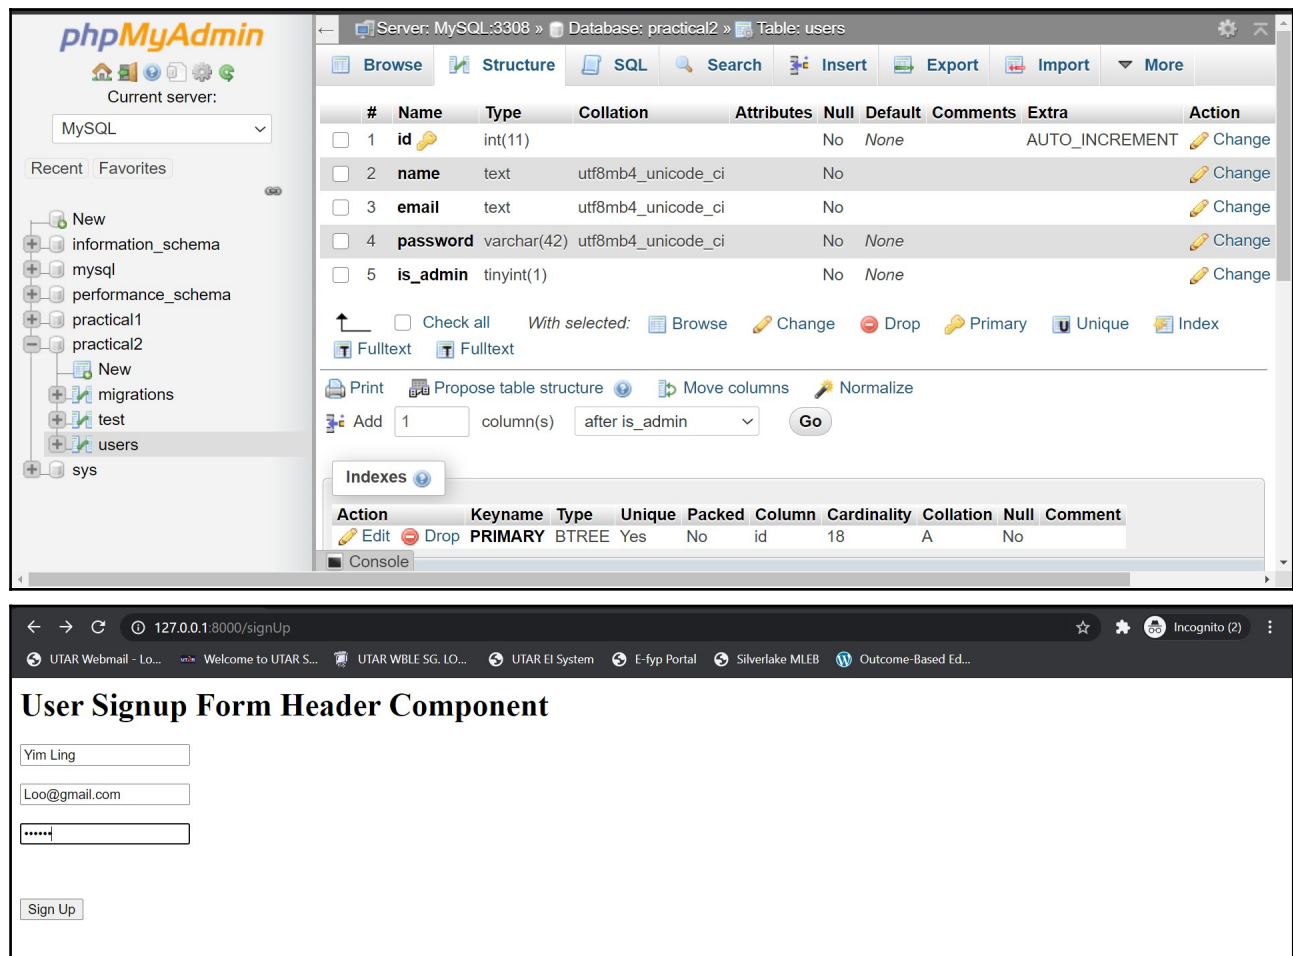 phpMyAdmin
Current server:
MySQL
Recent Favorites
New
information_schema
mysql
performance_schema
practical1
practical2
New
migrations
test
users
sys
← Server: MySQL:3308 » Database: practical2 » Table: users
Browse Structure SQL Search Insert Export Import More
# Name Type Collation Attributes Null Default Comments Extra Action
1 id int(11) No None AUTO_INCREMENT Change
2 name text utf8mb4_unicode_ci No Change
3 email text utf8mb4_unicode_ci No Change
4 password varchar(42) utf8mb4_unicode_ci No None Change
5 is_admin tinyint(1) No None Change
Check all With selected: Browse Change Drop Primary Unique Index
Fulltext Fulltext
Print Propose table structure Move columns Normalize
Add 1 column(s) after is_admin Go
Indexes
Action Keyname Type Unique Packed Column Cardinality Collation Null Comment
Edit Drop PRIMARY BTREE Yes No id 18 A No
Console
127.0.0.1:8000/signUp Incognito (2)
UTAR Webmail - Lo... Welcome to UTAR S... UTAR WBLE SG. LO... UTAR EI System E-fyp Portal Silverlake MLEB Outcome-Based Ed...
User Signup Form Header Component
Yim Ling
Loo@gmail.com
••••••
Sign Up